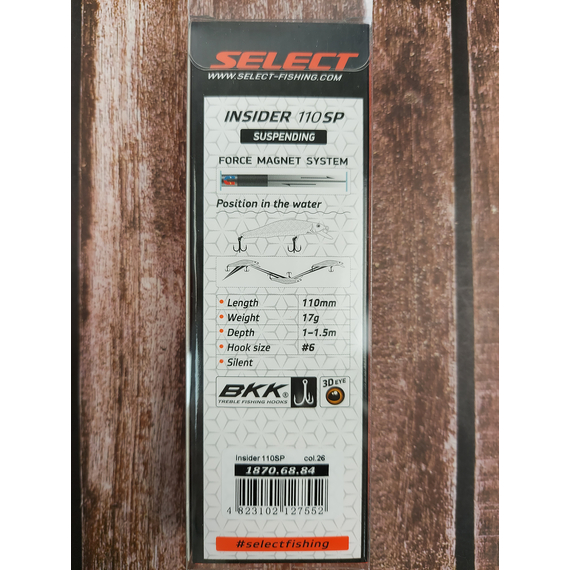 SELECT
WWW.SELECT-FISHING.COM
INSIDER 110SP
SUSPENDING
FORCE MAGNET SYSTEM
Position in the water
• Length 110mm
• Weight 17g
• Depth 1-1.5m
• Hook size #6
• Silent
BKK® 3D EYE
TREBLE FISHING HOOKS
Insider 110SP col.26
1870.68.84
4 823102 127552
#selectfishing